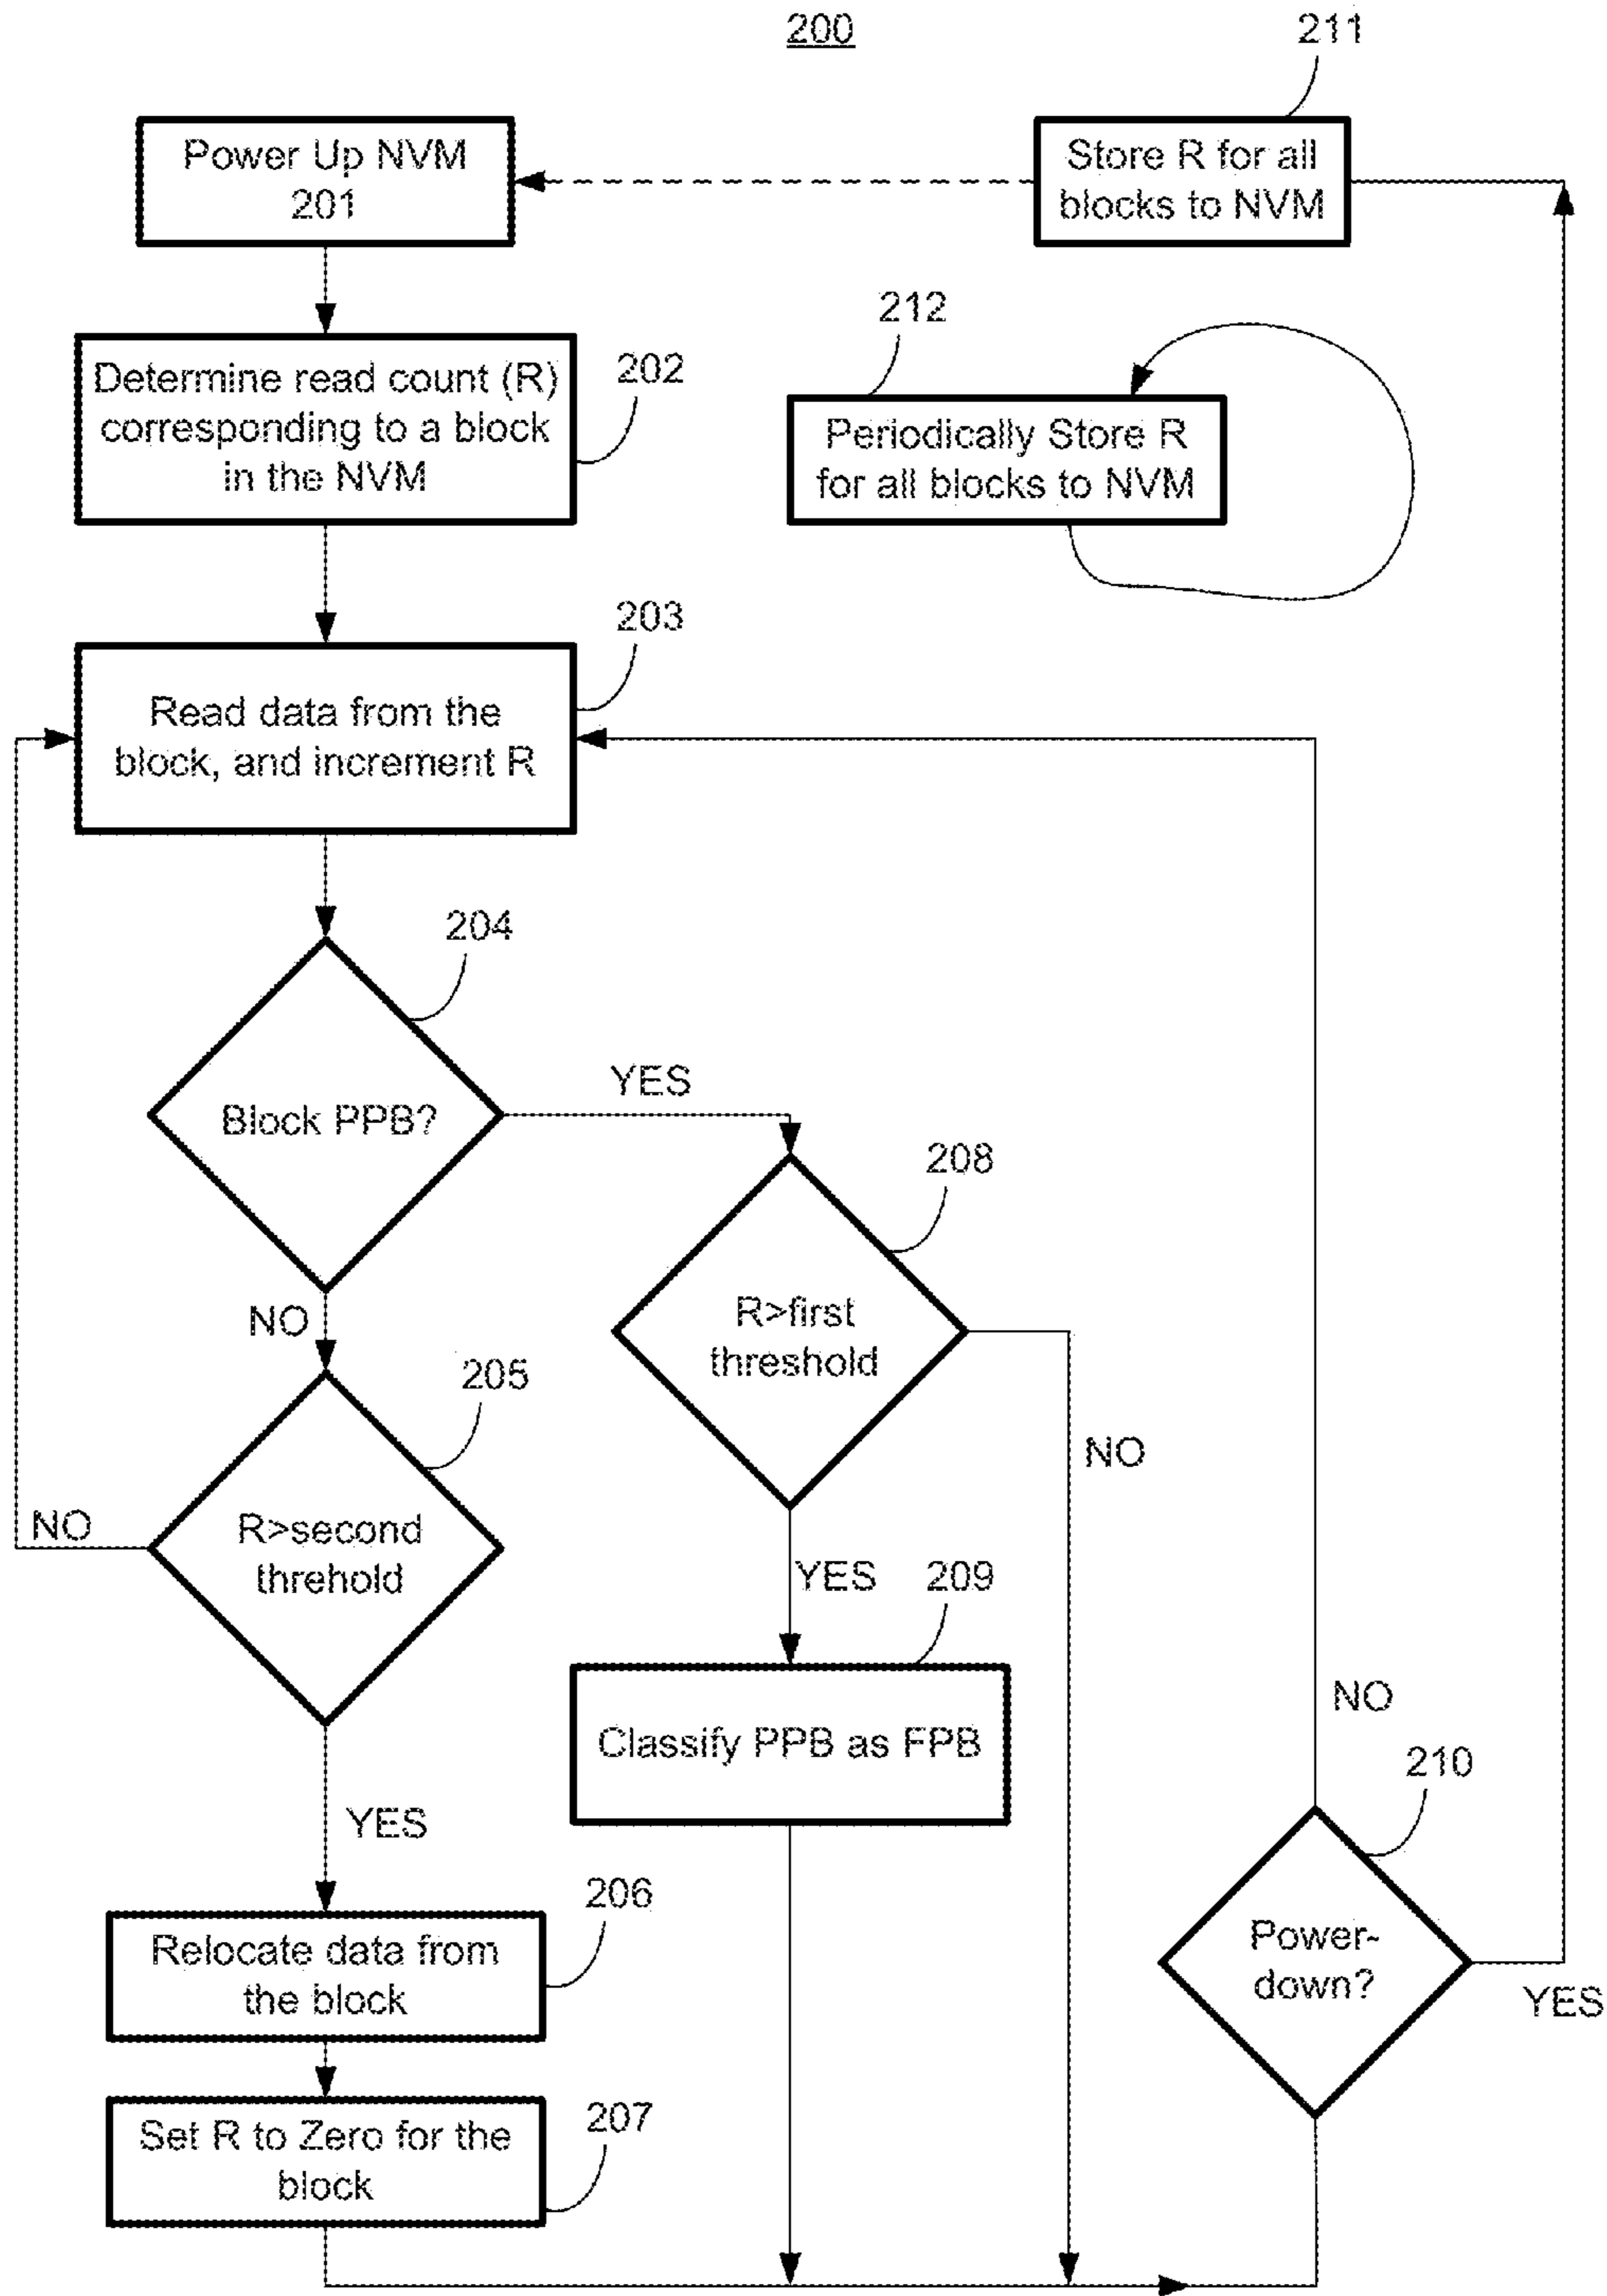 200
211
Power Up NVM
201
Store R for all
blocks to NVM
212
Determine read count (R)
corresponding to a block
in the NVM
202
Periodically Store R
for all blocks to NVM
203
Read data from the
block, and increment R
204
Block PPB?
YES
208
NO
R>first
threshold
205
NO
R>second
threhold
NO
YES
209
Classify PPB as FPB
NO
210
YES
206
Relocate data from
the block
Power-
down?
YES
207
Set R to Zero for the
block